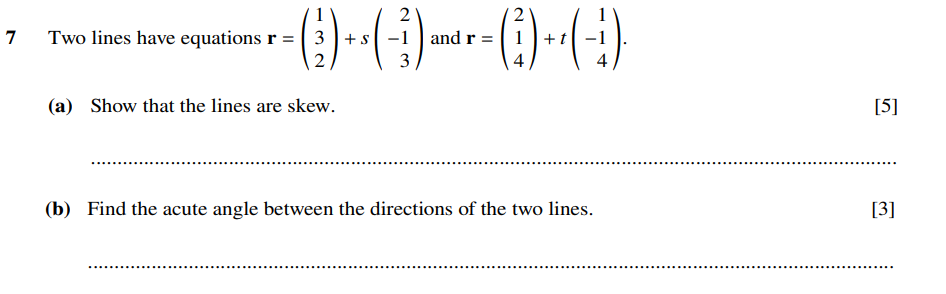 7 Two lines have equations r = (1 3 2) + s (2 −1 3) and r = (2 1 4) + t (1 −1 4).
(a) Show that the lines are skew. [5]
(b) Find the acute angle between the directions of the two lines. [3]